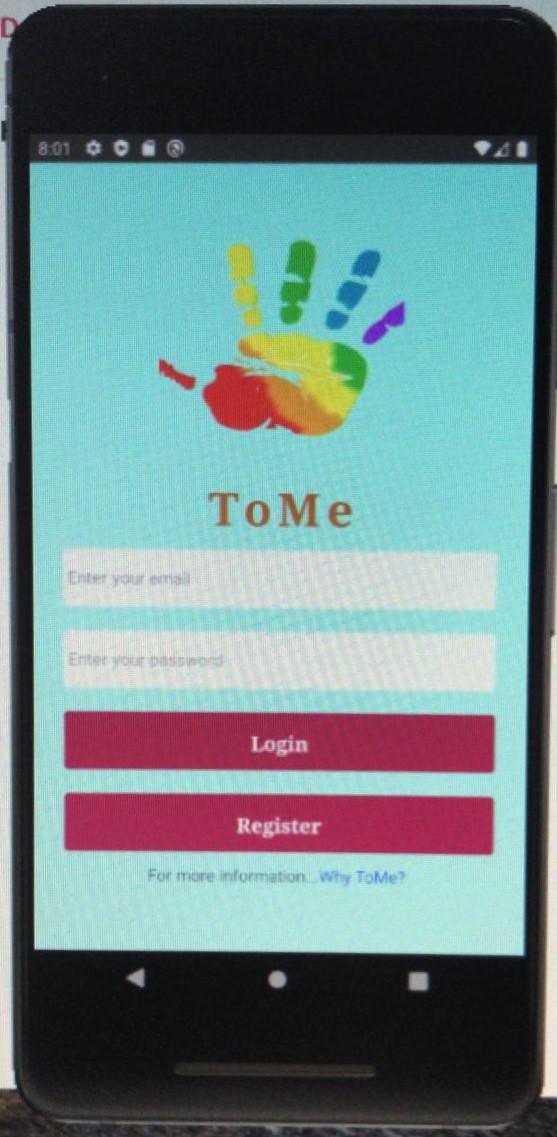 D
8:01
ToMe
Enter your email
Enter your password
Login
Register
For more information...Why ToMe?